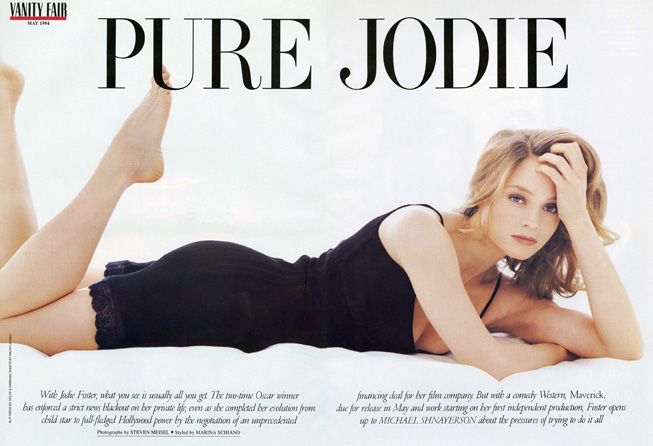 VANITY FAIR
MAY 1994
PURE JODIE
With Jodie Foster, what you see is usually all you get. The two-time Oscar winner
has enforced a strict news blackout on her private life, even as she completed her evolution from
child star to full-fledged Hollywood power by the negotiation of an unprecedented
Photographs by STEVEN MEISEL • Styled by MARINA SCHIANO
financing deal for her film company. But with a comedy Western, Maverick,
due for release in May and work starting on her first independent production, Foster opens
up to MICHAEL SHNAYERSON about the pressures of trying to do it all